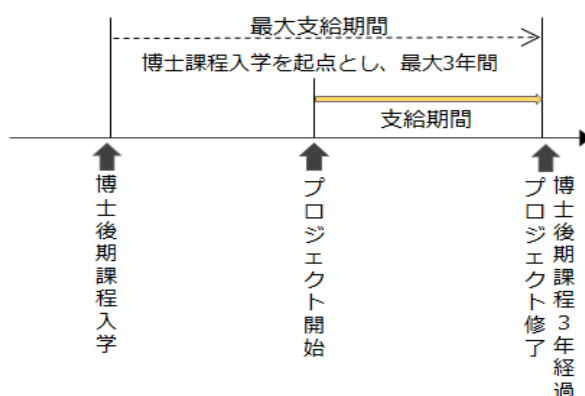 最大支給期間
博士課程入学を起点とし、最大3年間
支給期間
博士後期課程入学
プロジェクト開始
博士後期課程3年経過
プロジェクト修了